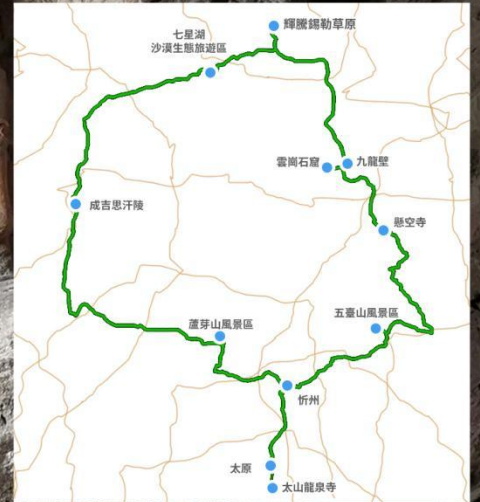 輝騰錫勒草原
七星湖
沙漠生態旅遊區
雲崗石窟
九龍壁
成吉思汗陵
懸空寺
五臺山風景區
蘆芽山風景區
忻州
太原
太山龍泉寺